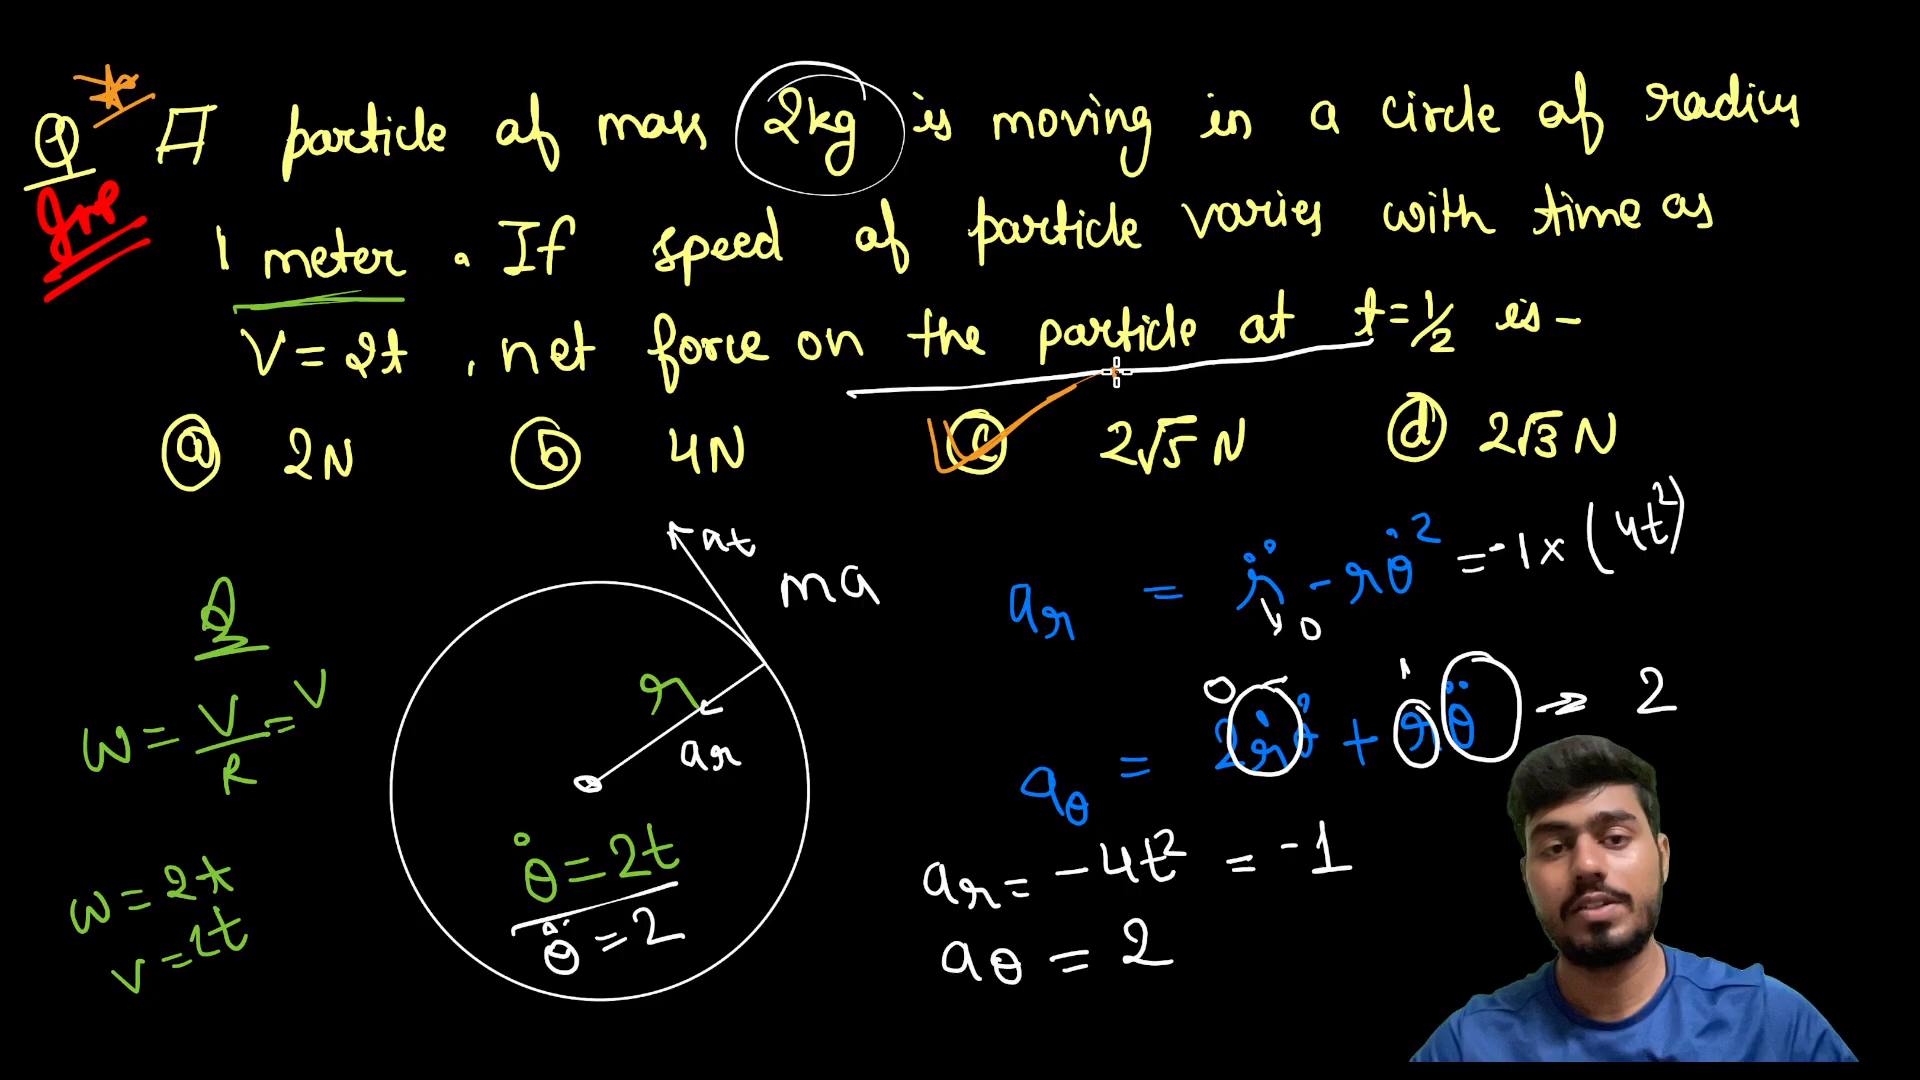 Q A particle of mass 2kg is moving in a circle of radius
Imp
1 meter. If speed of particle varies with time as
V = 2t, net force on the particle at t = 1/2 is -
(a) 2N (b) 4N (c) 2√5 N (d) 2√3 N
at
ma
r
ar
ω = V/R = V
ω = 2t
v = 2t
θ̇ = 2t
θ̈ = 2
ar = r̈ - rθ̇² = -1 × (4t²)
0
0 1
aθ = 2ṙθ̇ + rθ̈ → 2
ar = -4t² = -1
aθ = 2